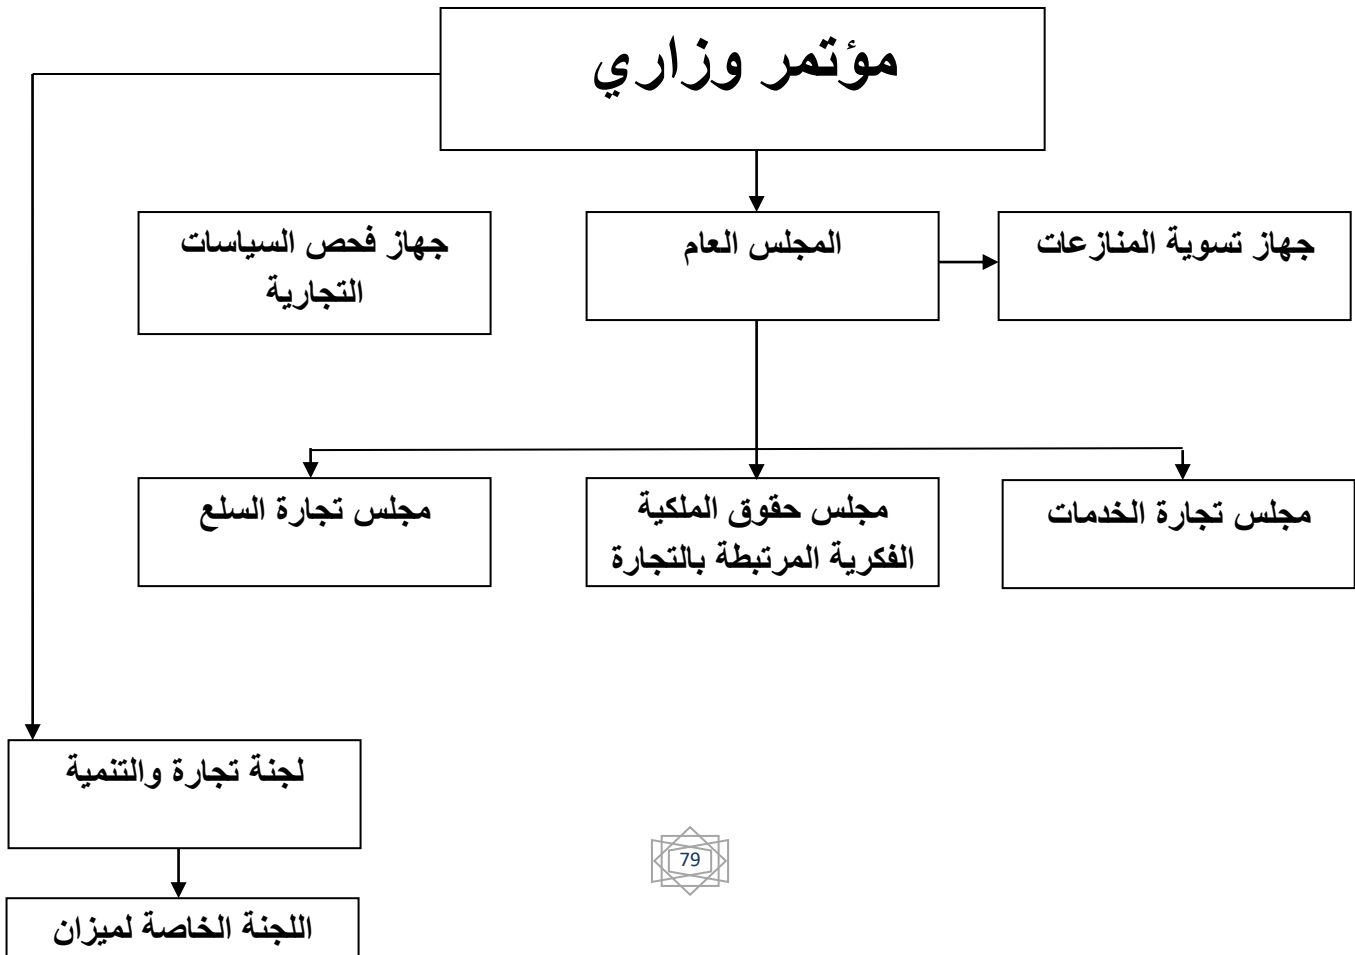 مؤتمر وزاري
جهاز تسوية المنازعات
المجلس العام
جهاز فحص السياسات
التجارية
مجلس تجارة الخدمات
مجلس حقوق الملكية
الفكرية المرتبطة بالتجارة
مجلس تجارة السلع
لجنة تجارة والتنمية
اللجنة الخاصة لميزان
79